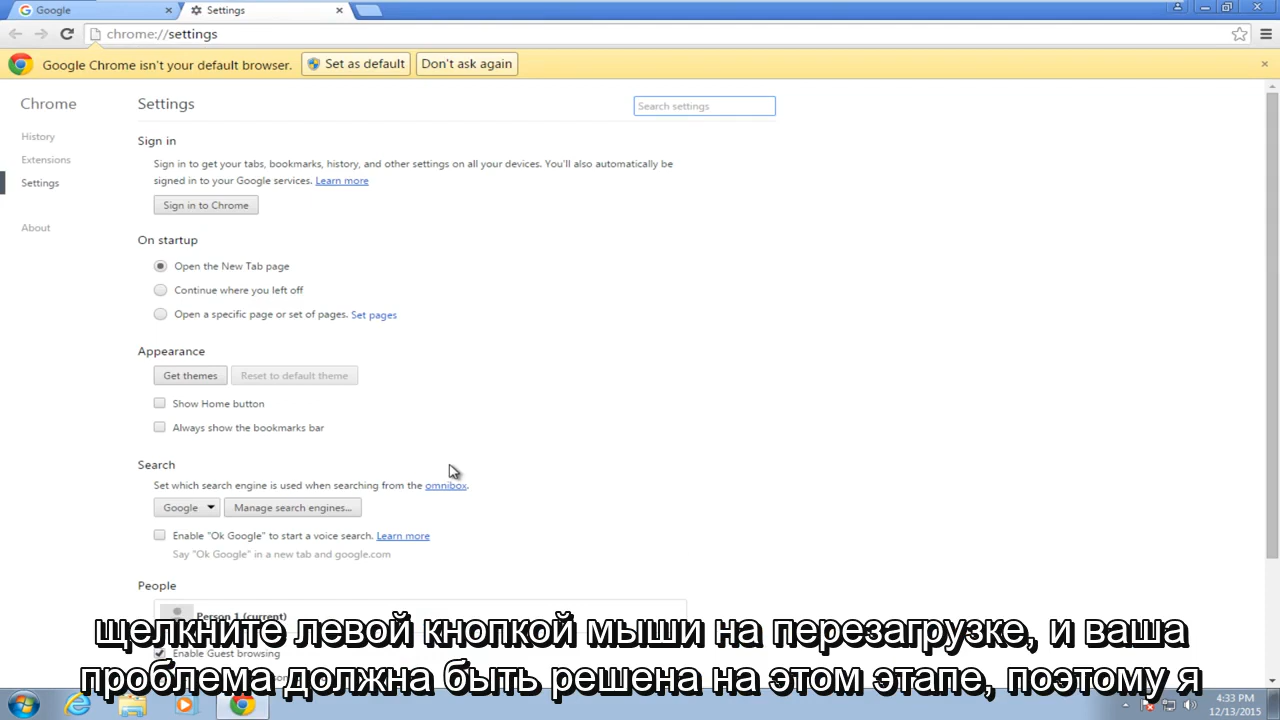 Google
Settings
chrome://settings
Google Chrome isn't your default browser. Set as default Don't ask again
Chrome
History
Extensions
Settings
About
Settings
Search settings
Sign in
Sign in to get your tabs, bookmarks, history, and other settings on all your devices. You'll also automatically be
signed in to your Google services. Learn more
Sign in to Chrome
On startup
Open the New Tab page
Continue where you left off
Open a specific page or set of pages. Set pages
Appearance
Get themes Reset to default theme
Show Home button
Always show the bookmarks bar
Search
Set which search engine is used when searching from the omnibox.
Google Manage search engines...
Enable "Ok Google" to start a voice search. Learn more
Say "Ok Google" in a new tab and google.com
People
Person 1 (current)
Enable Guest browsing
щелкните левой кнопкой мыши на перезагрузке, и ваша
проблема должна быть решена на этом этапе, поэтому я
4:33 PM
12/13/2015